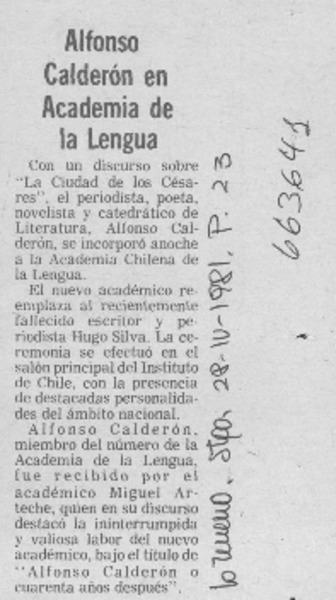 Alfonso
Calderón en
Academia de
la Lengua
Con un discurso sobre
"La Ciudad de los Césa-
res", el periodista, poeta,
novelista y catedrático de
Literatura, Alfonso Cal-
derón, se incorporó anoche
a la Academia Chilena de
la Lengua.
El nuevo académico re-
emplaza al recientemente
fallecido escritor y pe-
riodista Hugo Silva. La ce-
remonia se efectuó en el
salón principal del Instituto
de Chile, con la presencia
de destacadas personalida-
des del ámbito nacional.
Alfonso Calderón,
miembro del número de la
Academia de la Lengua,
fue recibido por el
académico Miguel Ar-
teche, quien en su discurso
destacó la ininterrumpida
y valiosa labor del nuevo
académico, bajo el título de
"Alfonso Calderón o
cuarenta años después".
Stgo, 28-IV-1981. P. 23
663641